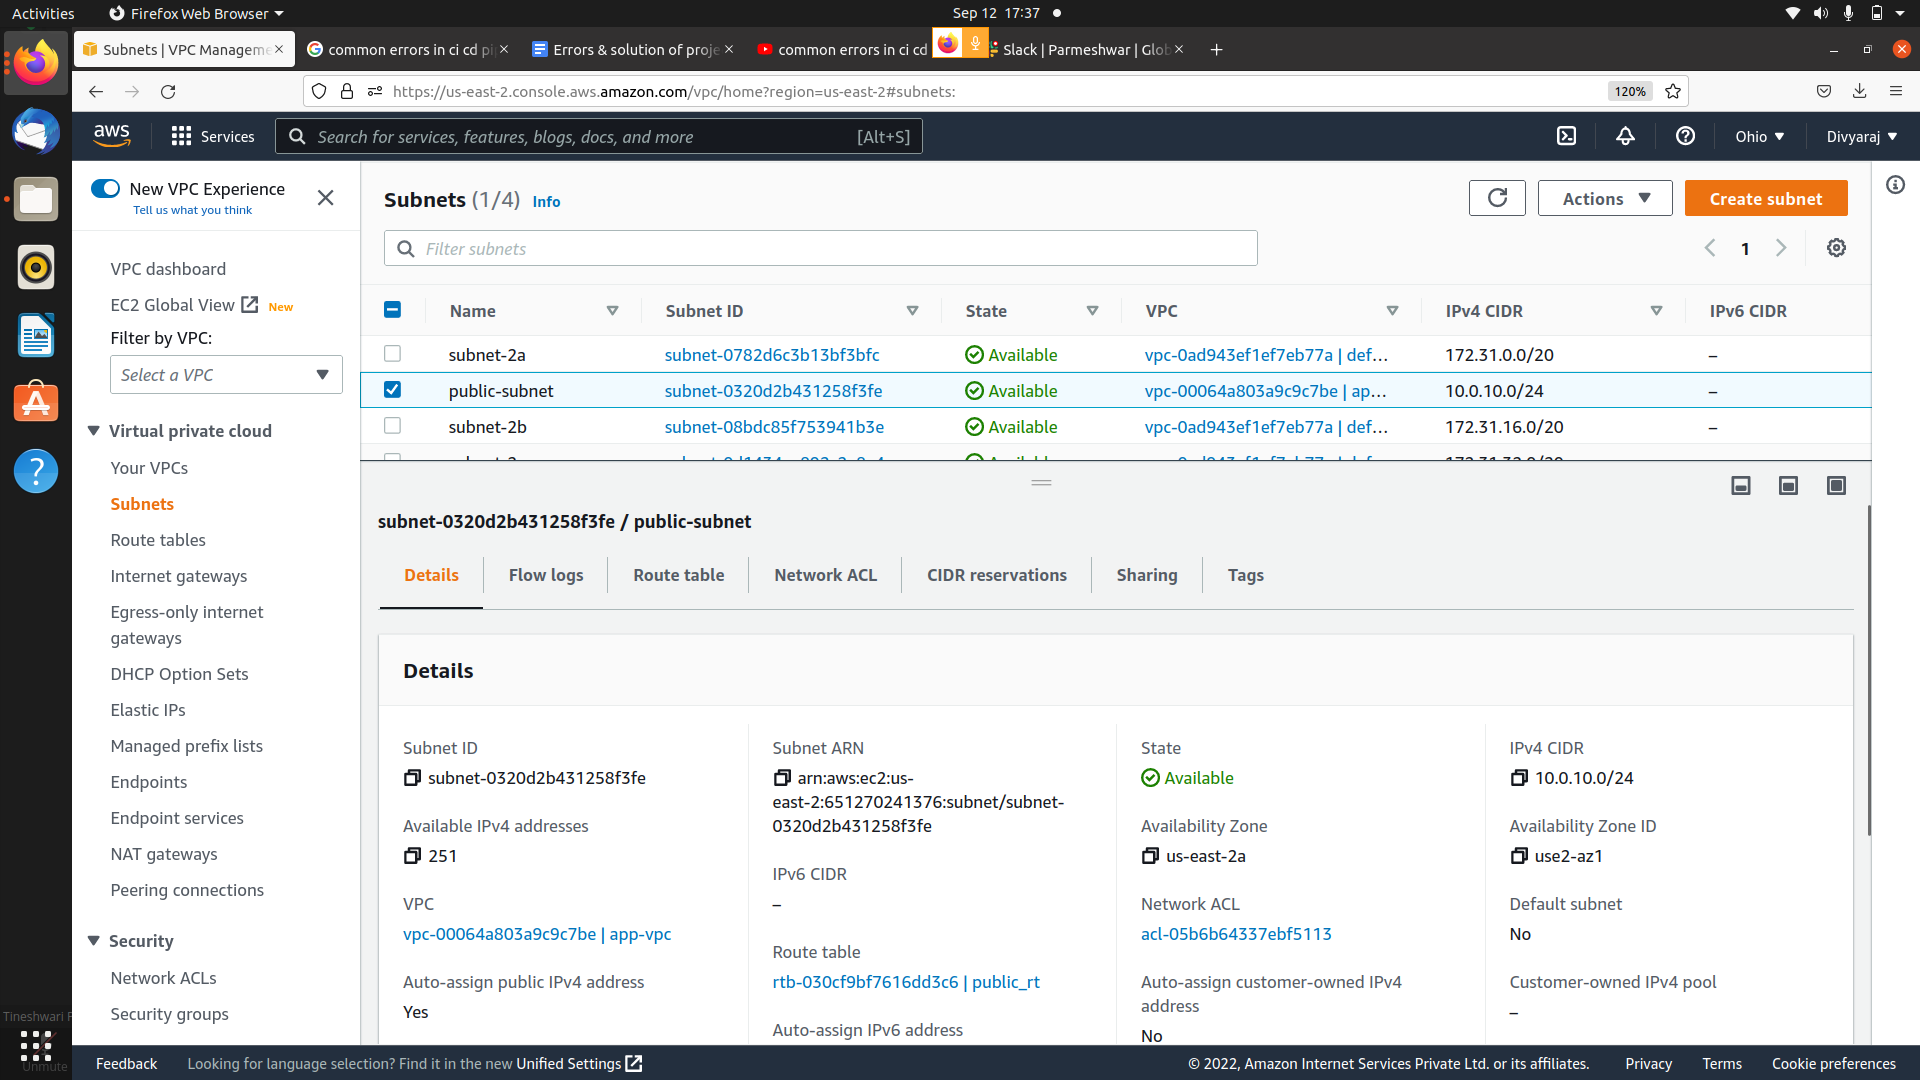 Activities
Firefox Web Browser
Sep 12 17:37
Subnets | VPC Manageme
common errors in ci cd pi
Errors & solution of proje
common errors in ci cd
Slack | Parmeshwar | Glob
https://us-east-2.console.aws.amazon.com/vpc/home?region=us-east-2#subnets:
120%
aws
Services
Search for services, features, blogs, docs, and more
[Alt+S]
Ohio
Divyaraj
New VPC Experience
Tell us what you think
VPC dashboard
EC2 Global View New
Filter by VPC:
Select a VPC
Virtual private cloud
Your VPCs
Subnets
Route tables
Internet gateways
Egress-only internet
gateways
DHCP Option Sets
Elastic IPs
Managed prefix lists
Endpoints
Endpoint services
NAT gateways
Peering connections
Security
Network ACLs
Security groups
Subnets (1/4) Info
Actions
Create subnet
Filter subnets
1
Name Subnet ID State VPC IPv4 CIDR IPv6 CIDR
subnet-2a subnet-0782d6c3b13bf3bfc Available vpc-0ad943ef1ef7eb77a | def... 172.31.0.0/20 –
public-subnet subnet-0320d2b431258f3fe Available vpc-00064a803a9c9c7be | ap... 10.0.10.0/24 –
subnet-2b subnet-08bdc85f753941b3e Available vpc-0ad943ef1ef7eb77a | def... 172.31.16.0/20 –
subnet-0320d2b431258f3fe / public-subnet
Details Flow logs Route table Network ACL CIDR reservations Sharing Tags
Details
Subnet ID
subnet-0320d2b431258f3fe
Available IPv4 addresses
251
VPC
vpc-00064a803a9c9c7be | app-vpc
Auto-assign public IPv4 address
Yes
Subnet ARN
arn:aws:ec2:us-
east-2:651270241376:subnet/subnet-
0320d2b431258f3fe
IPv6 CIDR
–
Route table
rtb-030cf9bf7616dd3c6 | public_rt
Auto-assign IPv6 address
State
Available
Availability Zone
us-east-2a
Network ACL
acl-05b6b64337ebf5113
Auto-assign customer-owned IPv4
address
No
IPv4 CIDR
10.0.10.0/24
Availability Zone ID
use2-az1
Default subnet
No
Customer-owned IPv4 pool
–
Tineshwari
Unmute
Feedback
Looking for language selection? Find it in the new Unified Settings
© 2022, Amazon Internet Services Private Ltd. or its affiliates.
Privacy
Terms
Cookie preferences